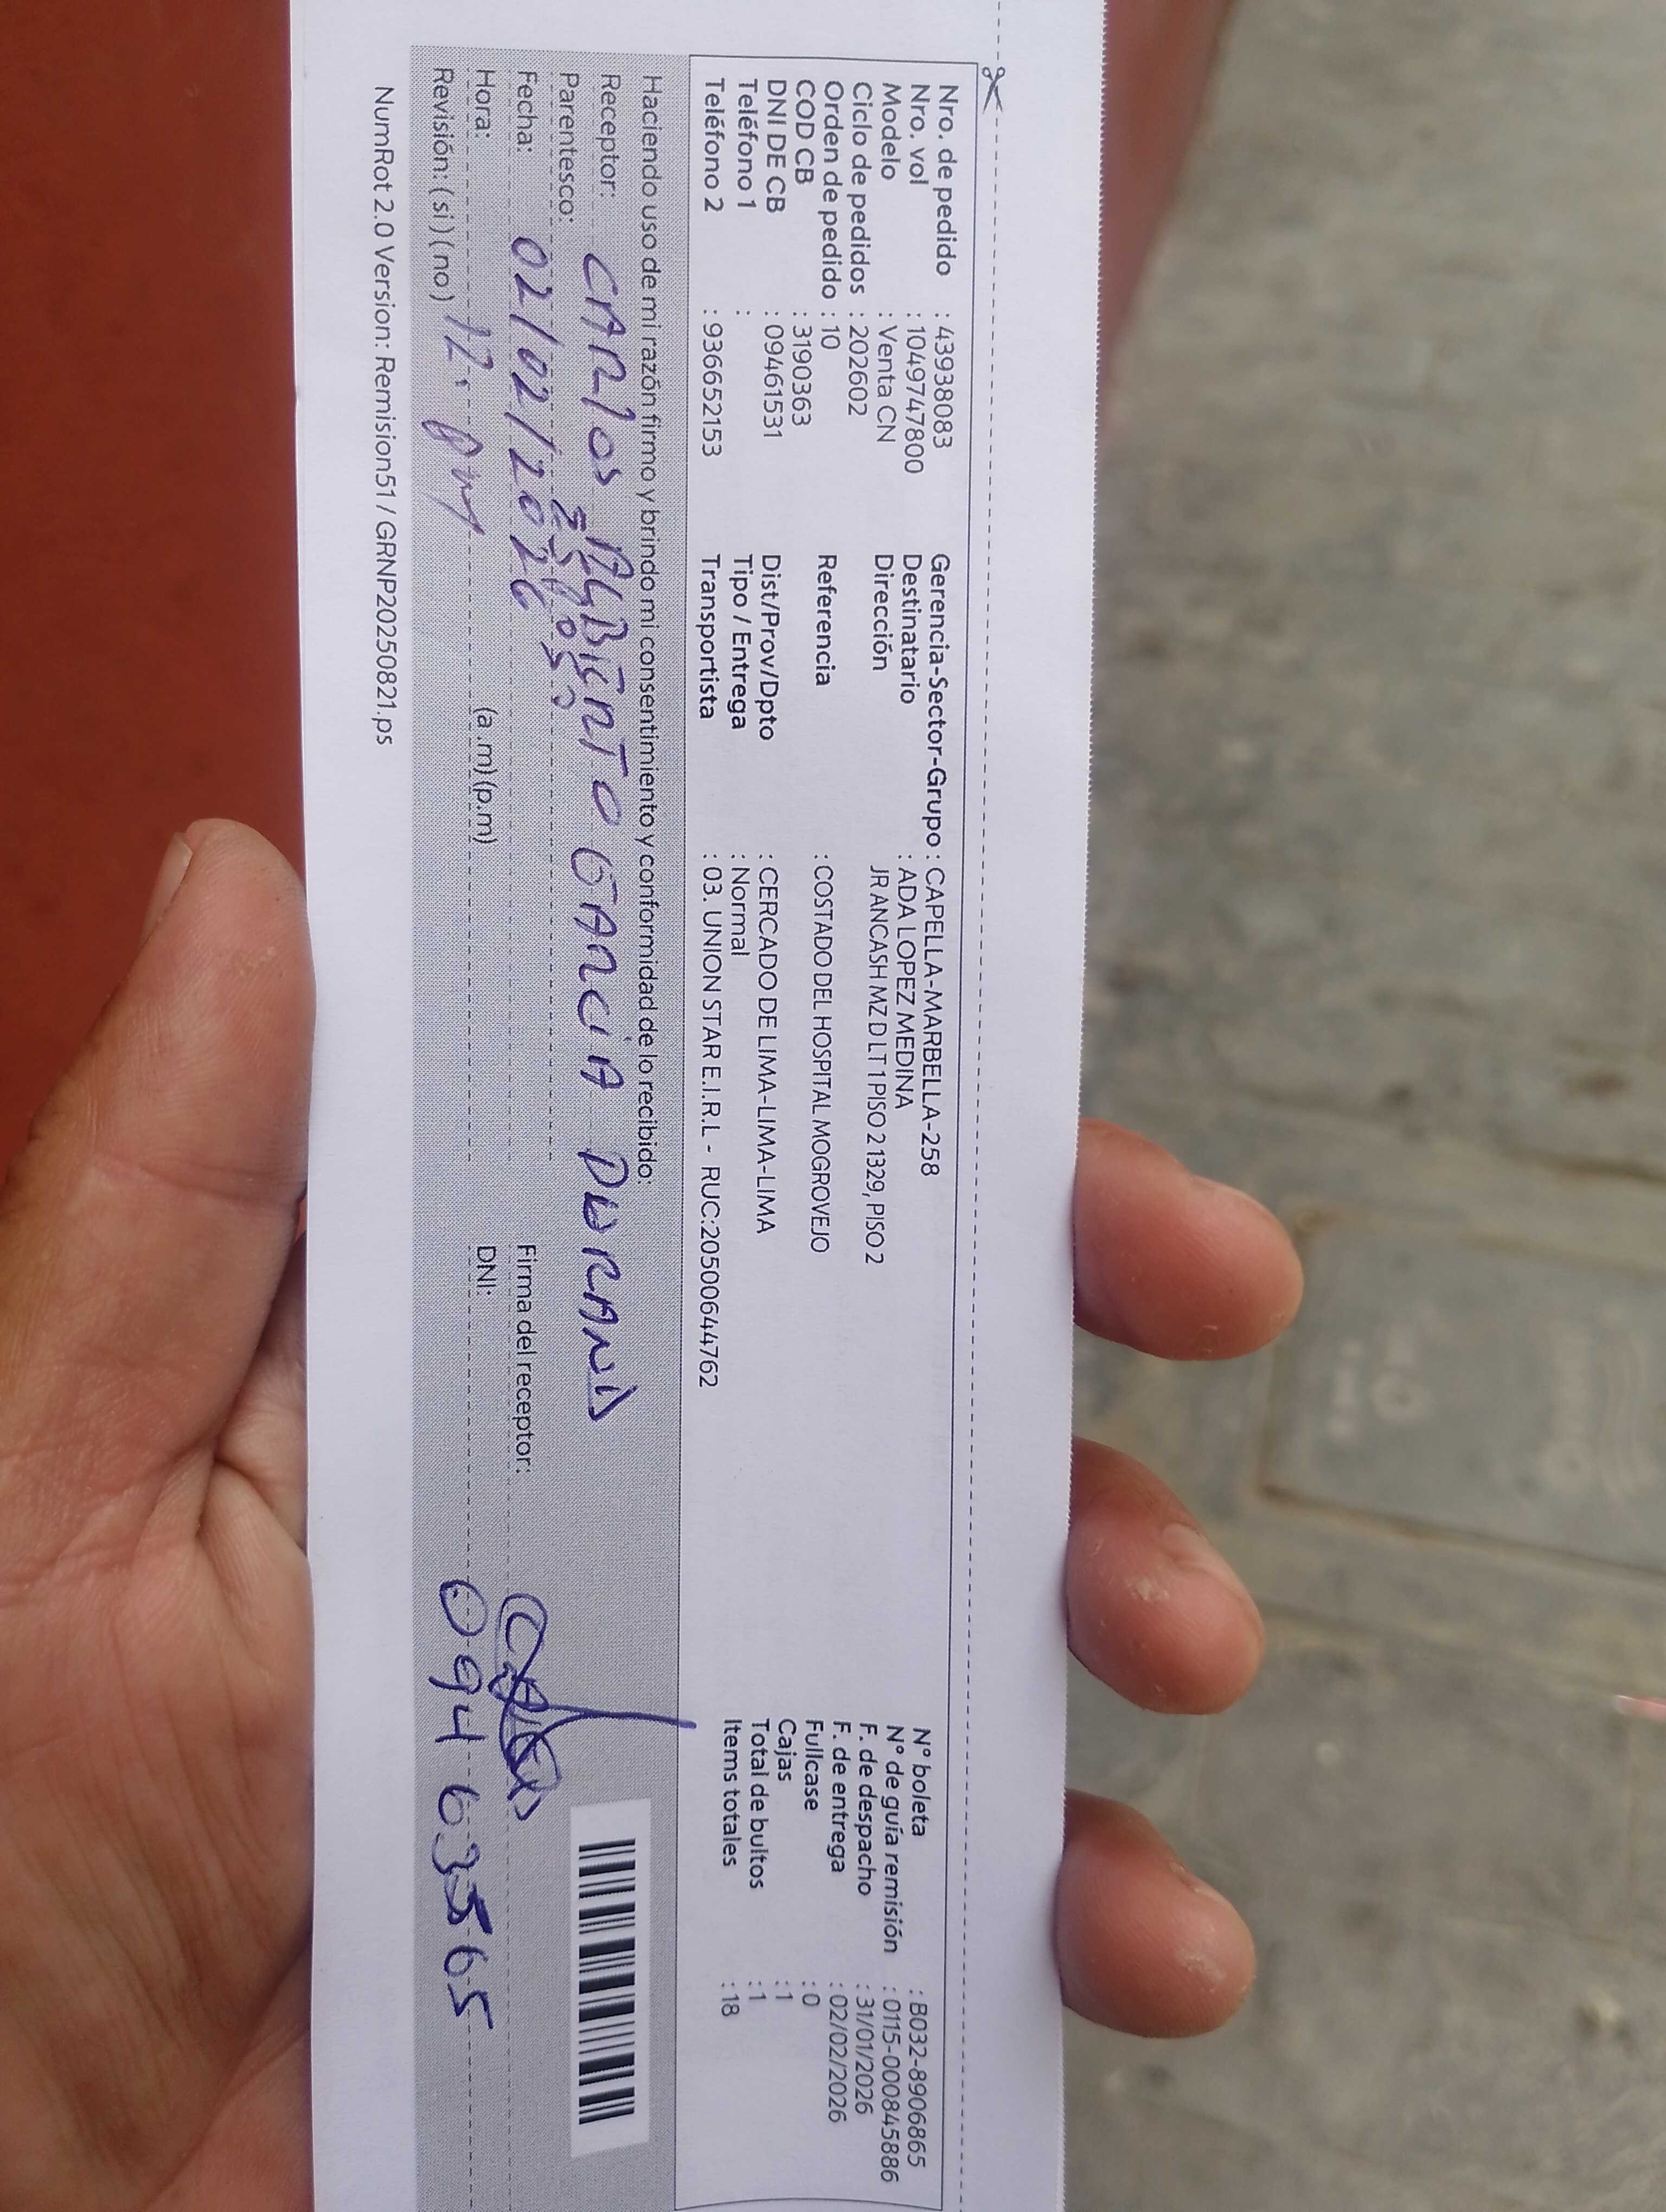 Nro. de pedido : 43938083
Nro. vol : 1049747800
Modelo : Venta CN
Ciclo de pedidos : 202602
Orden de pedido : 10
COD CB : 3190363
DNI DE CB : 09461531
Teléfono 1 :
Teléfono 2 : 936652153
Gerencia-Sector-Grupo : CAPELLA-MARBELLA-258
Destinatario : ADA LOPEZ MEDINA
Dirección JR ANCASH MZ D LT 1 PISO 2 1329, PISO 2
Referencia : COSTADO DEL HOSPITAL MOGROVEJO
Dist/Prov/Dpto : CERCADO DE LIMA-LIMA-LIMA
Tipo / Entrega : Normal
Transportista : 03. UNION STAR E.I.R.L - RUC:20500644762
N° boleta : B032-8906865
N° de guía remisión : 0115-000845886
F. de despacho : 31/01/2026
F. de entrega : 02/02/2026
Fullcase : 0
Cajas : 1
Total de bultos : 1
Items totales : 18
Haciendo uso de mi razón firmo y brindo mi consentimiento y conformidad de lo recibido:
Receptor: CARLOS GARCIA DURAND
Parentesco:
Fecha: 02/02/2026
Hora: 12. pm (a.m)(p.m)
Revisión: (si)(no)
Firma del receptor:
DNI: 09463565
NumRot 2.0 Version: Remision51 / GRNP20250821.ps